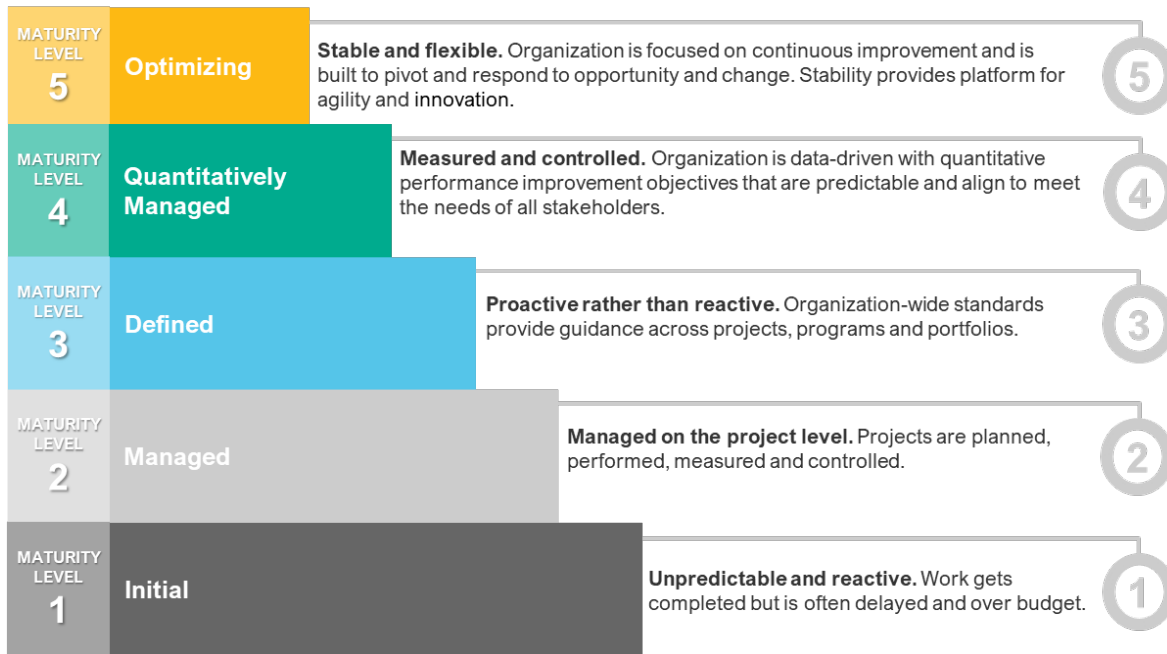 MATURITY
LEVEL
5
Optimizing
Stable and flexible. Organization is focused on continuous improvement and is
built to pivot and respond to opportunity and change. Stability provides platform for
agility and innovation.
5
MATURITY
LEVEL
4
Quantitatively
Managed
Measured and controlled. Organization is data-driven with quantitative
performance improvement objectives that are predictable and align to meet
the needs of all stakeholders.
4
MATURITY
LEVEL
3
Defined
Proactive rather than reactive. Organization-wide standards
provide guidance across projects, programs and portfolios.
3
MATURITY
LEVEL
2
Managed
Managed on the project level. Projects are planned,
performed, measured and controlled.
2
MATURITY
LEVEL
1
Initial
Unpredictable and reactive. Work gets
completed but is often delayed and over budget.
1